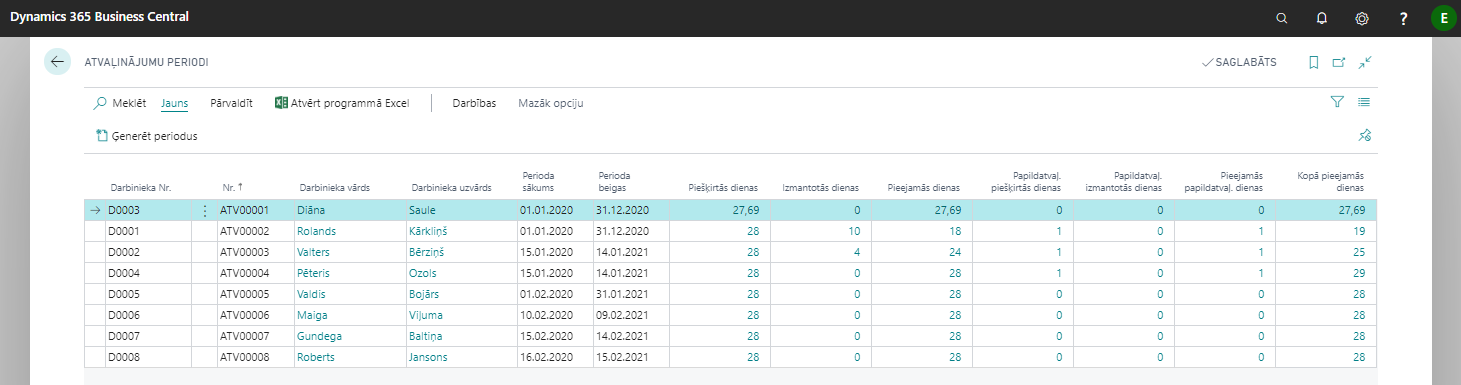 Dynamics 365 Business Central
E
ATVAĻINĀJUMU PERIODI
SAGLABĀTS
Meklēt Jauns Pārvaldīt Atvērt programmā Excel Darbības Mazāk opciju
Ģenerēt periodus
Darbinieka Nr. Nr. ↑ Darbinieka vārds Darbinieka uzvārds Perioda sākums Perioda beigas Piešķirtās dienas Izmantotās dienas Pieejamās dienas Papildatvaļ. piešķirtās dienas Papildatvaļ. izmantotās dienas Pieejamās papildatvaļ. dienas Kopā pieejamās dienas
D0003 ATV00001 Diāna Saule 01.01.2020 31.12.2020 27,69 0 27,69 0 0 0 27,69
D0001 ATV00002 Rolands Kārkliņš 01.01.2020 31.12.2020 28 10 18 1 0 1 19
D0002 ATV00003 Valters Bērziņš 15.01.2020 14.01.2021 28 4 24 1 0 1 25
D0004 ATV00004 Pēteris Ozols 15.01.2020 14.01.2021 28 0 28 1 0 1 29
D0005 ATV00005 Valdis Bojārs 01.02.2020 31.01.2021 28 0 28 0 0 0 28
D0006 ATV00006 Maiga Viļuma 10.02.2020 09.02.2021 28 0 28 0 0 0 28
D0007 ATV00007 Gundega Baltiņa 15.02.2020 14.02.2021 28 0 28 0 0 0 28
D0008 ATV00008 Roberts Jansons 16.02.2020 15.02.2021 28 0 28 0 0 0 28